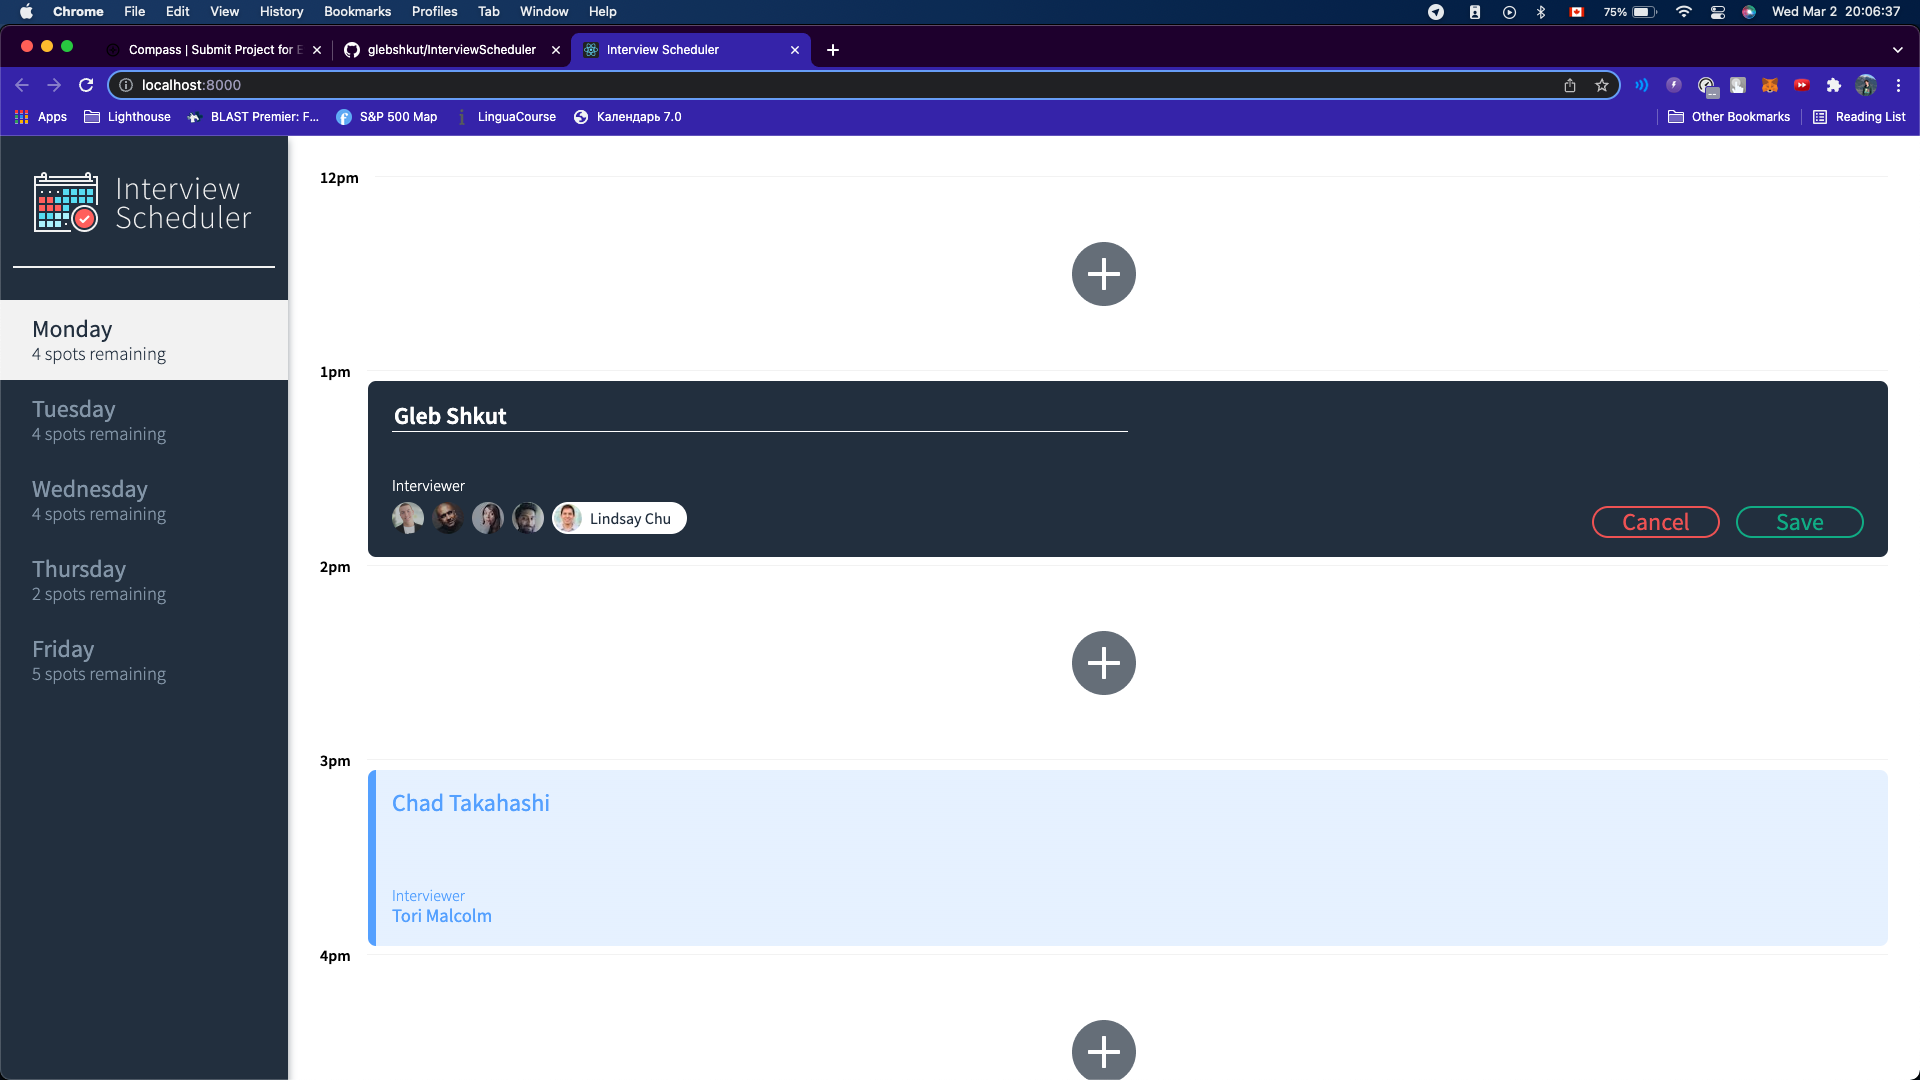 Chrome File Edit View History Bookmarks Profiles Tab Window Help 75% Wed Mar 2 20:06:37
Compass | Submit Project for E glebshkut/InterviewScheduler Interview Scheduler
localhost:8000
Apps Lighthouse BLAST Premier: F... S&P 500 Map LinguaCourse Календарь 7.0 Other Bookmarks Reading List
Interview
Scheduler
Monday
4 spots remaining
Tuesday
4 spots remaining
Wednesday
4 spots remaining
Thursday
2 spots remaining
Friday
5 spots remaining
12pm
1pm
Gleb Shkut
Interviewer
Lindsay Chu
Cancel Save
2pm
3pm
Chad Takahashi
Interviewer
Tori Malcolm
4pm